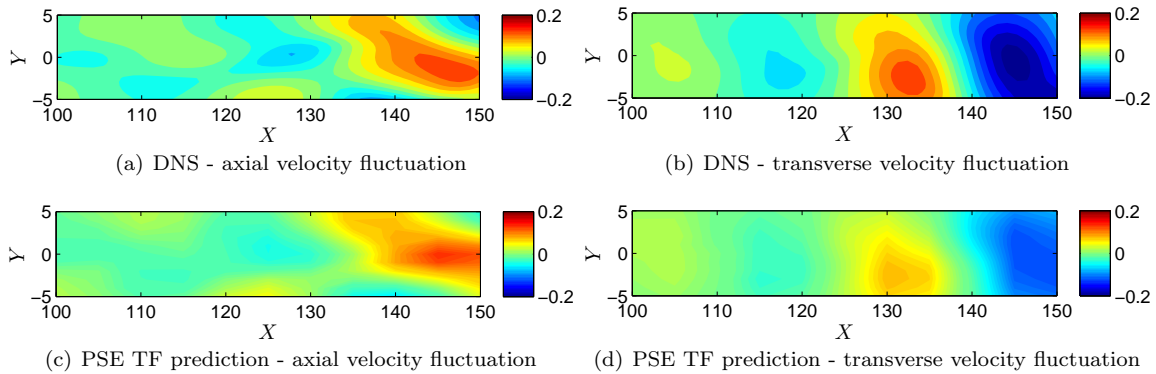 5
0
−5
Y
100 110 120 130 140 150
X
0.2
0
−0.2
(a) DNS - axial velocity fluctuation
5
0
−5
Y
100 110 120 130 140 150
X
0.2
0
−0.2
(b) DNS - transverse velocity fluctuation
5
0
−5
Y
100 110 120 130 140 150
X
0.2
0
−0.2
(c) PSE TF prediction - axial velocity fluctuation
5
0
−5
Y
100 110 120 130 140 150
X
0.2
0
−0.2
(d) PSE TF prediction - transverse velocity fluctuation